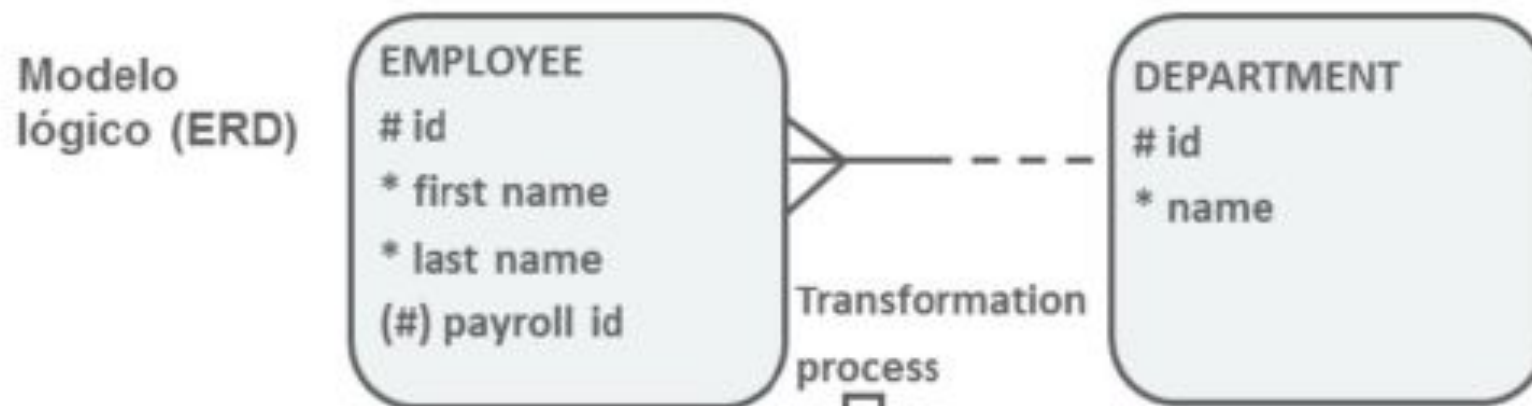 Modelo
lógico (ERD)
EMPLOYEE
# id
* first name
* last name
(#) payroll id
Transformation
process
DEPARTMENT
# id
* name